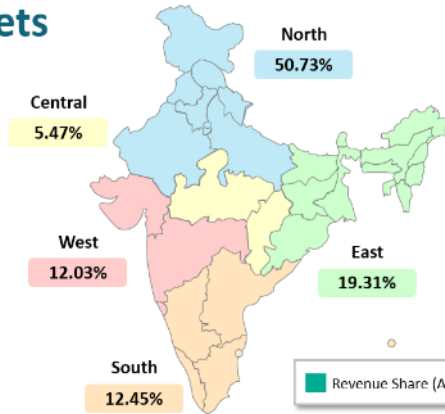 ets
North
50.73%
Central
5.47%
West
12.03%
East
19.31%
South
12.45%
Revenue Share (A